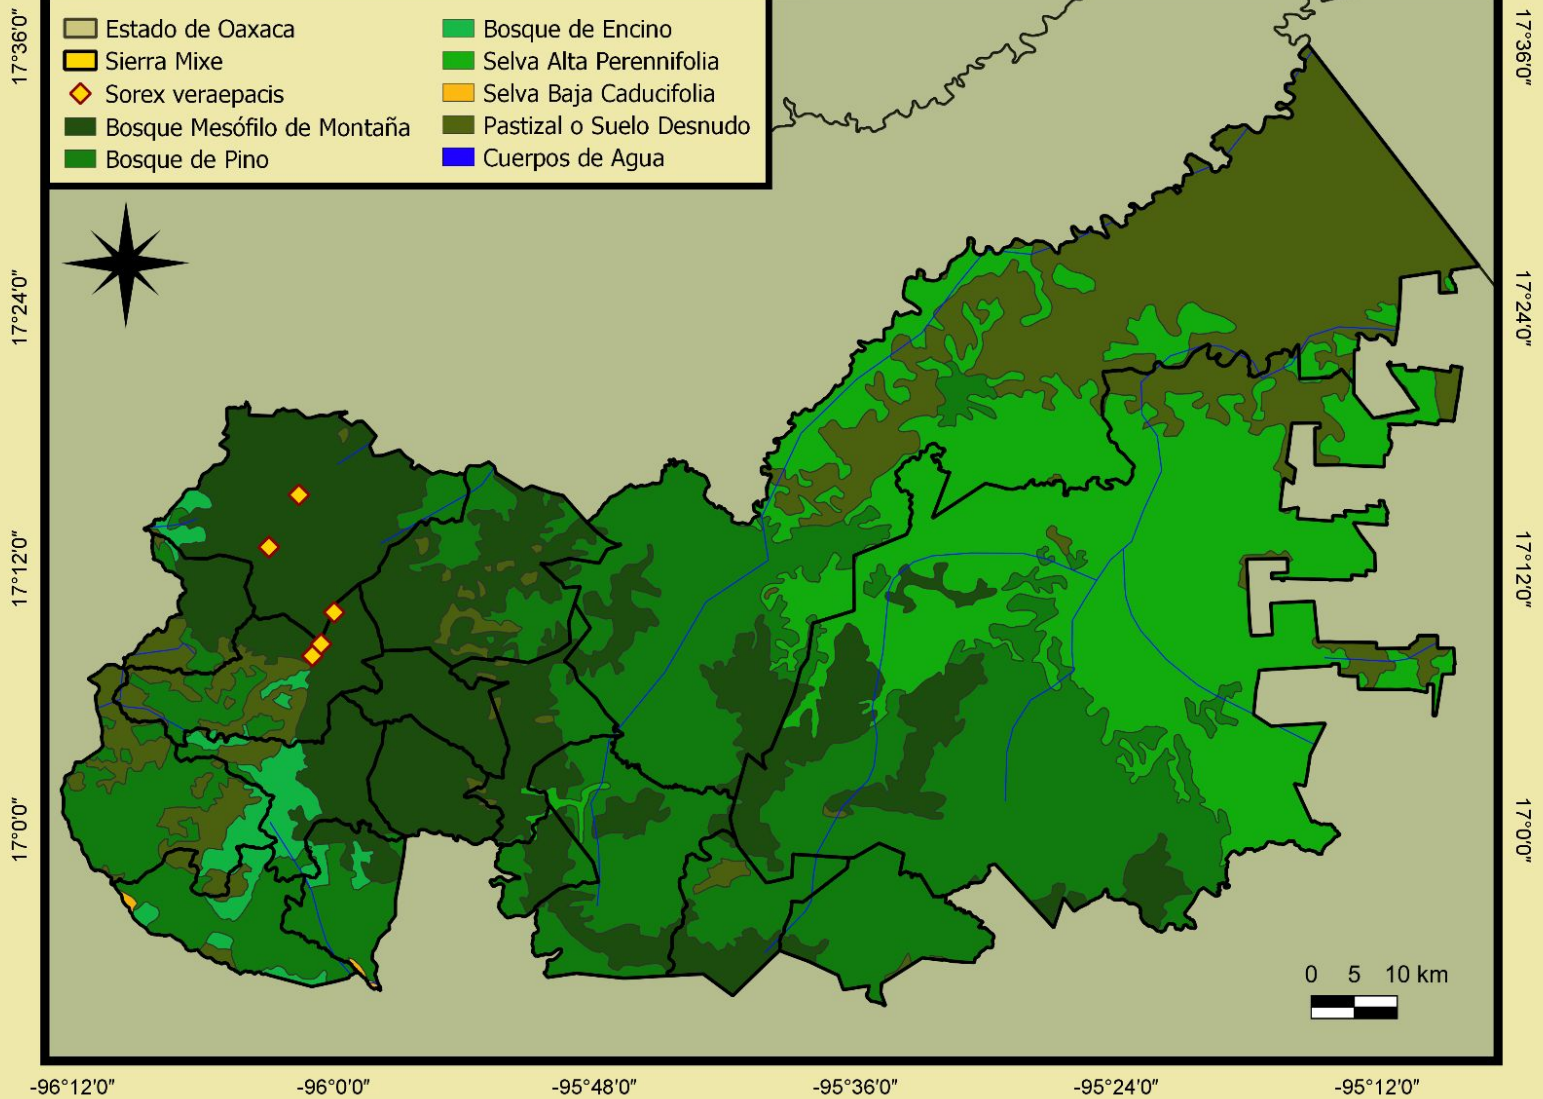 Estado de Oaxaca
Sierra Mixe
Sorex veraepacis
Bosque Mesófilo de Montaña
Bosque de Pino
Bosque de Encino
Selva Alta Perennifolia
Selva Baja Caducifolia
Pastizal o Suelo Desnudo
Cuerpos de Agua
17°36'0"
17°24'0"
17°12'0"
17°0'0"
17°36'0"
17°24'0"
17°12'0"
17°0'0"
0 5 10 km
-96°12'0" -96°0'0" -95°48'0" -95°36'0" -95°24'0" -95°12'0"